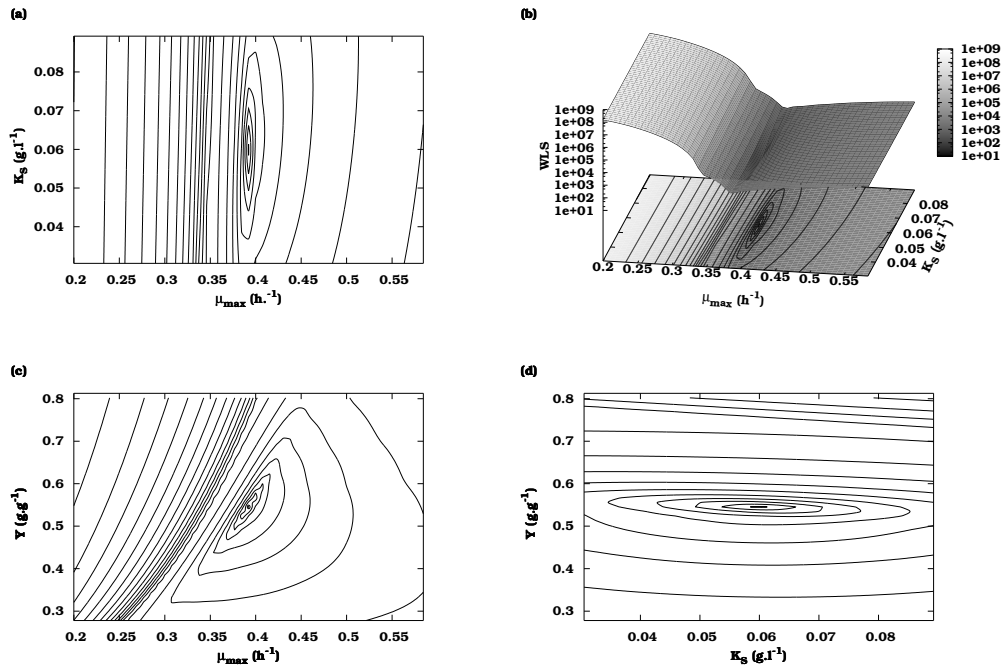 (a)
0.08
0.07
0.06
0.05
0.04
K_S (g.l^-1)
0.2 0.25 0.3 0.35 0.4 0.45 0.5 0.55
μ_max (h.^-1)
(b)
1e+09
1e+08
1e+07
1e+06
1e+05
1e+04
1e+03
1e+02
1e+01
WLS
1e+09
1e+08
1e+07
1e+06
1e+05
1e+04
1e+03
1e+02
1e+01
0.08
0.07
0.06
0.05
0.04
K_S (g.l^-1)
0.2 0.25 0.3 0.35 0.4 0.45 0.5 0.55
μ_max (h^-1)
(c)
0.8
0.7
0.6
0.5
0.4
0.3
Y (g.g^-1)
0.2 0.25 0.3 0.35 0.4 0.45 0.5 0.55
μ_max (h^-1)
(d)
0.8
0.7
0.6
0.5
0.4
0.3
Y (g.g^-1)
0.04 0.05 0.06 0.07 0.08
K_S (g.l^-1)